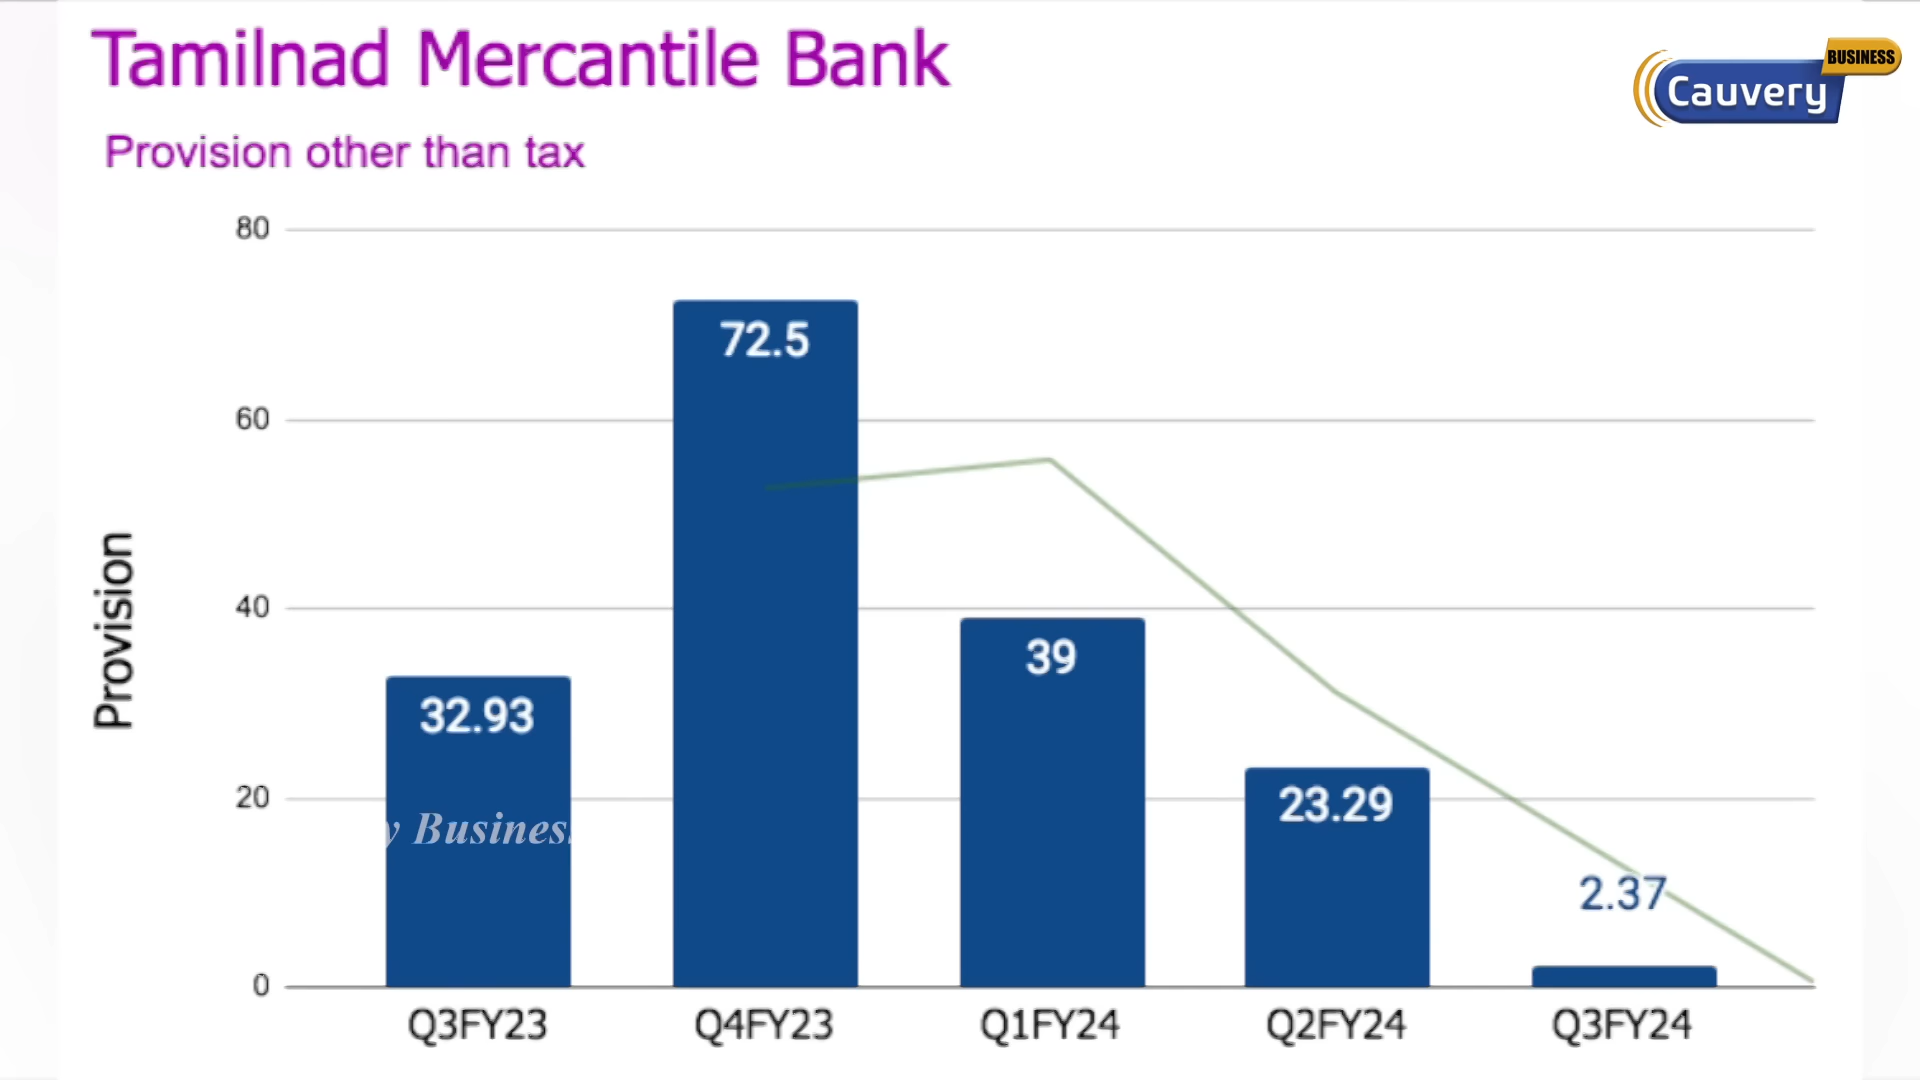 Tamilnad Mercantile Bank
BUSINESS
Cauvery
Provision other than tax
80
60
40
20
0
Provision
72.5
39
32.93
23.29
2.37
y Business
Q3FY23 Q4FY23 Q1FY24 Q2FY24 Q3FY24